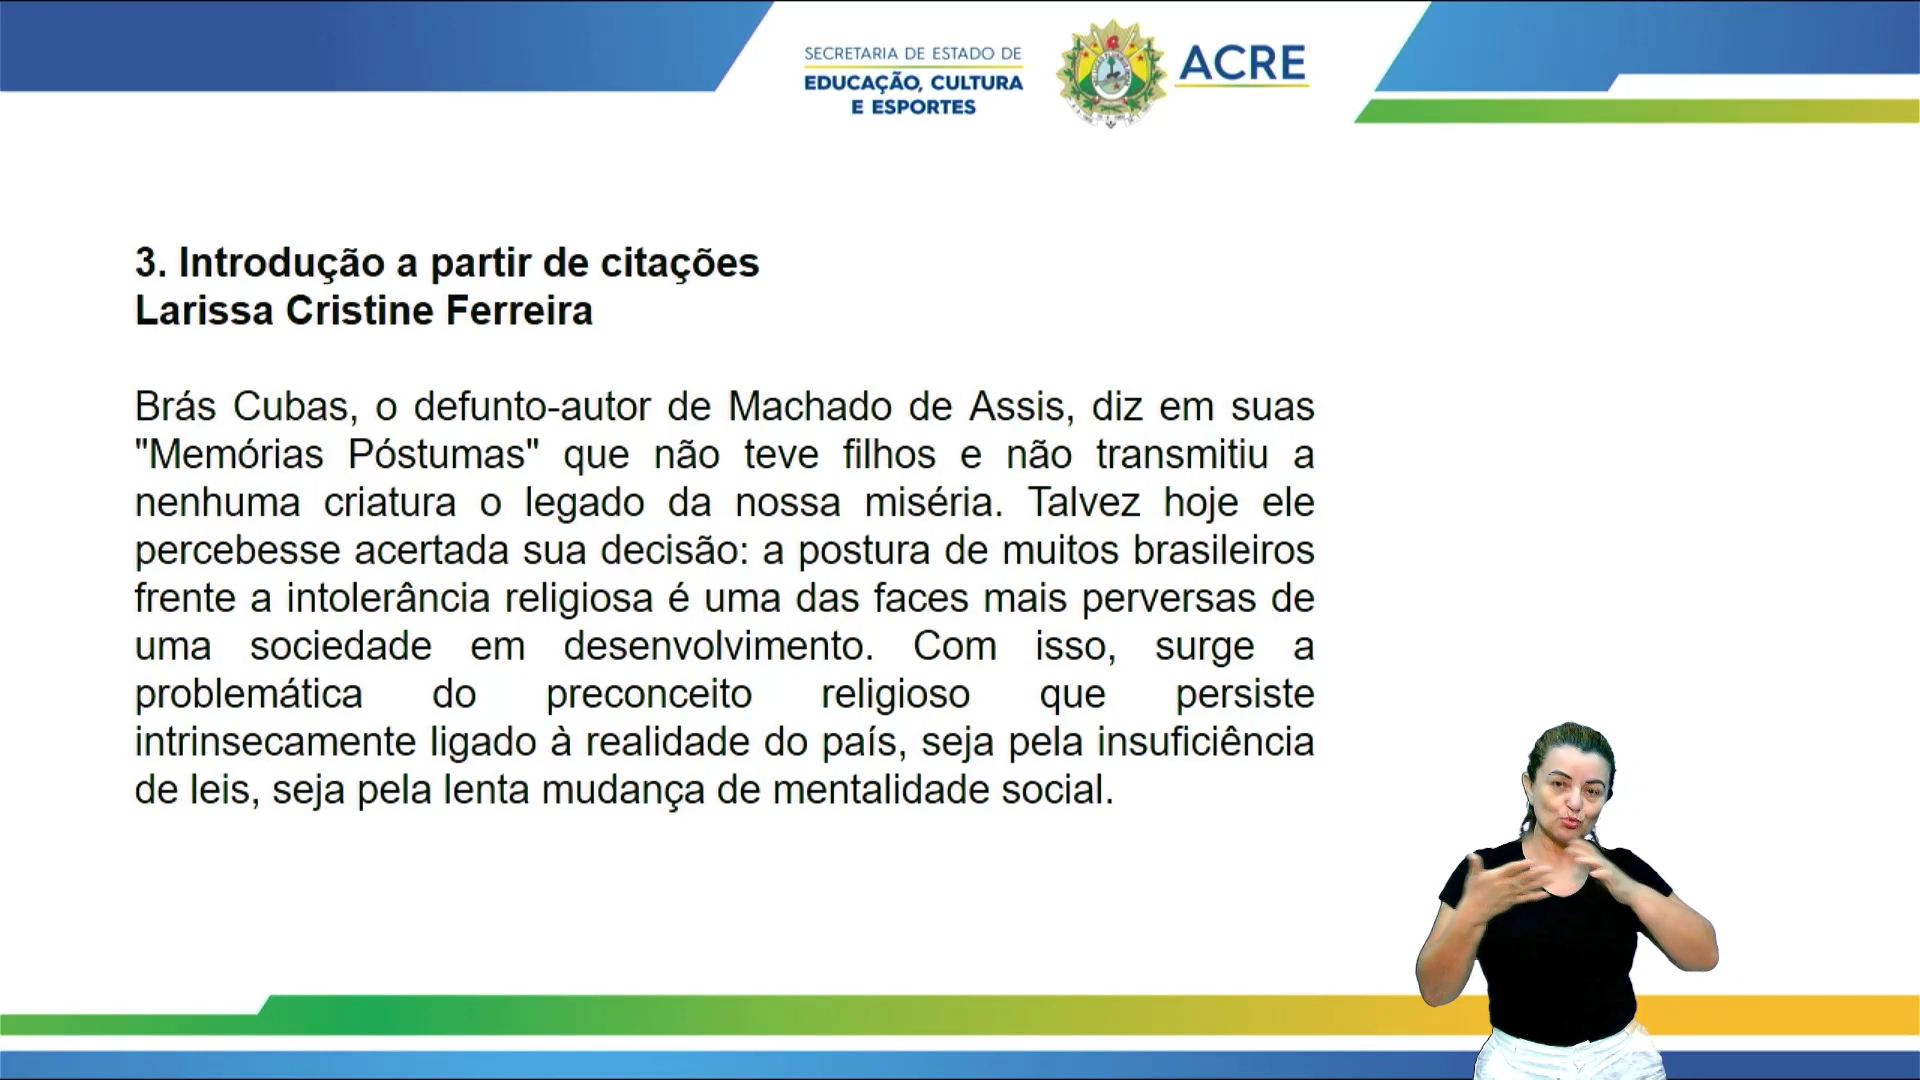 SECRETARIA DE ESTADO DE
EDUCAÇÃO, CULTURA
E ESPORTES
ACRE
3. Introdução a partir de citações
Larissa Cristine Ferreira
Brás Cubas, o defunto-autor de Machado de Assis, diz em suas
"Memórias Póstumas" que não teve filhos e não transmitiu a
nenhuma criatura o legado da nossa miséria. Talvez hoje ele
percebesse acertada sua decisão: a postura de muitos brasileiros
frente a intolerância religiosa é uma das faces mais perversas de
uma sociedade em desenvolvimento. Com isso, surge a
problemática do preconceito religioso que persiste
intrinsecamente ligado à realidade do país, seja pela insuficiência
de leis, seja pela lenta mudança de mentalidade social.